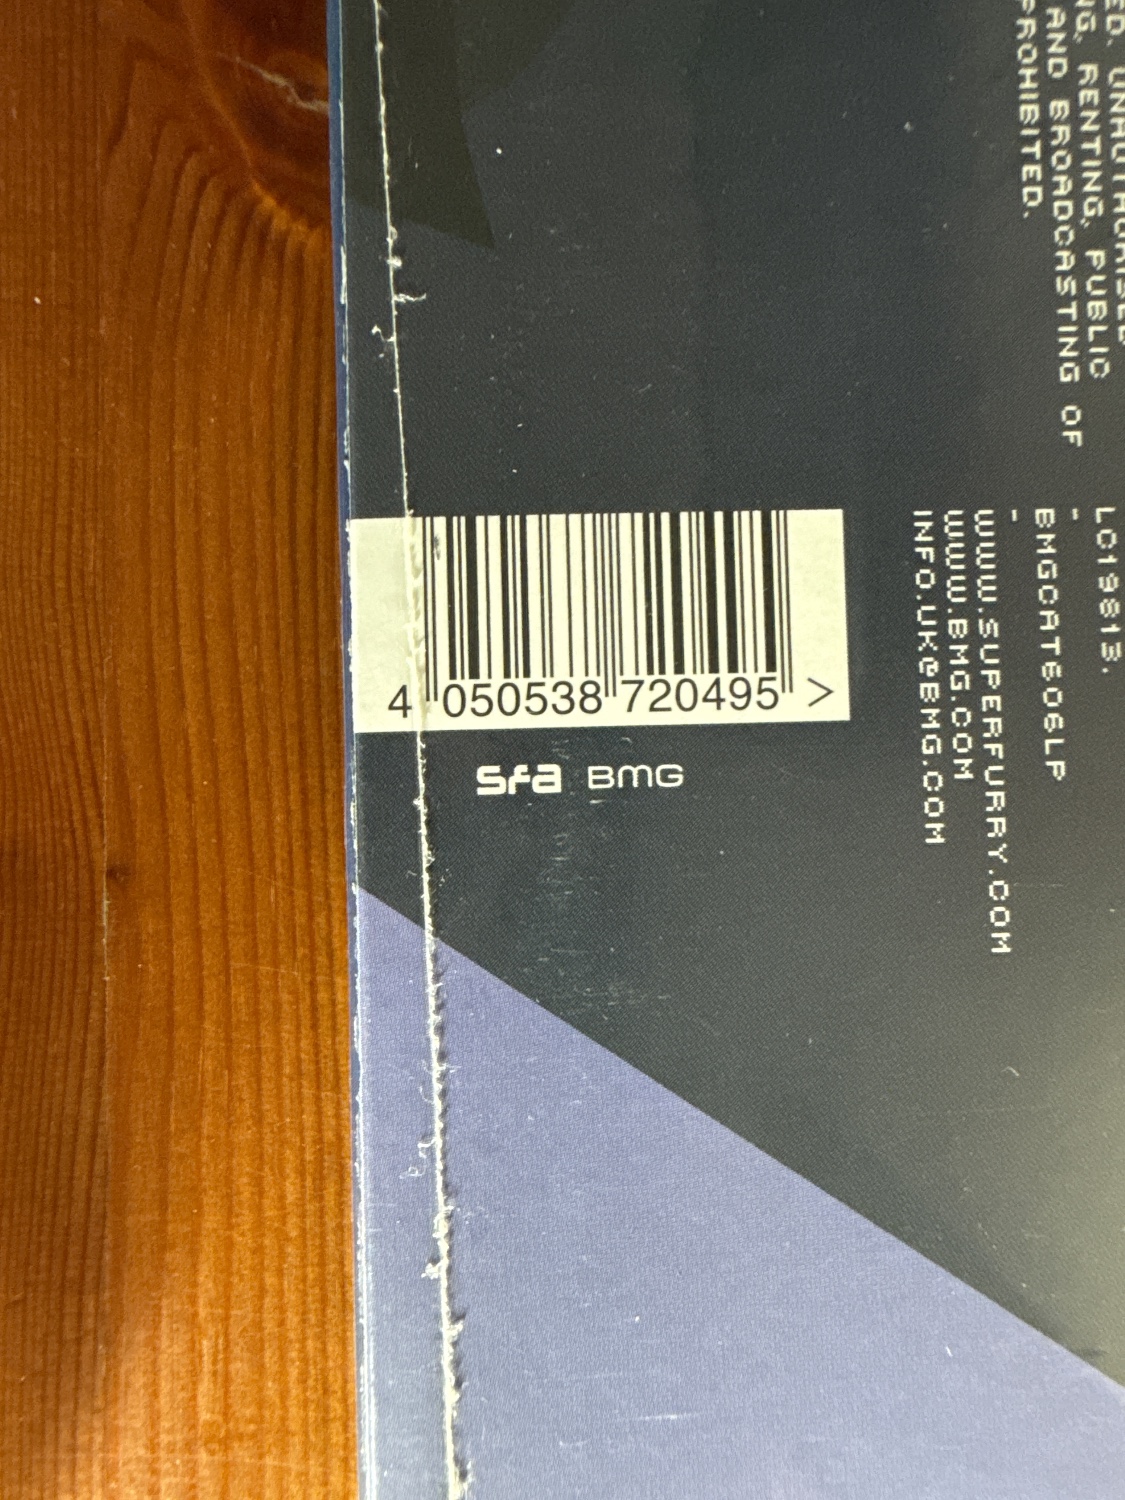 ED. UNAUTHORISED
NG, RENTING, PUBLIC
AND BROADCASTING OF
PROHIBITED.
LC19813.
-
BMGCAT606LP
-
WWW.SUPERFURRY.COM
WWW.BMG.COM
INFO.UK@BMG.COM
4 050538 720495 >
sfa BMG